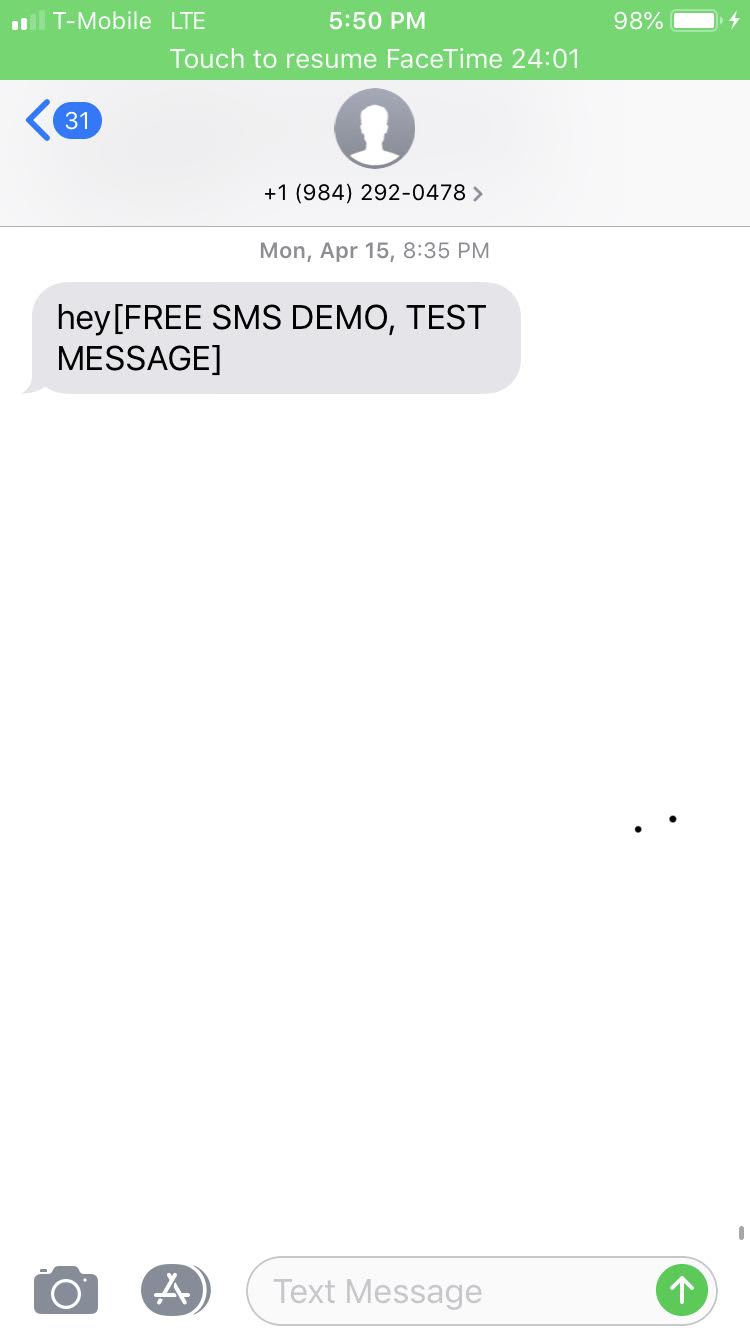 T-Mobile LTE 5:50 PM 98%
Touch to resume FaceTime 24:01
31
+1 (984) 292-0478
Mon, Apr 15, 8:35 PM
hey[FREE SMS DEMO, TEST
MESSAGE]
Text Message